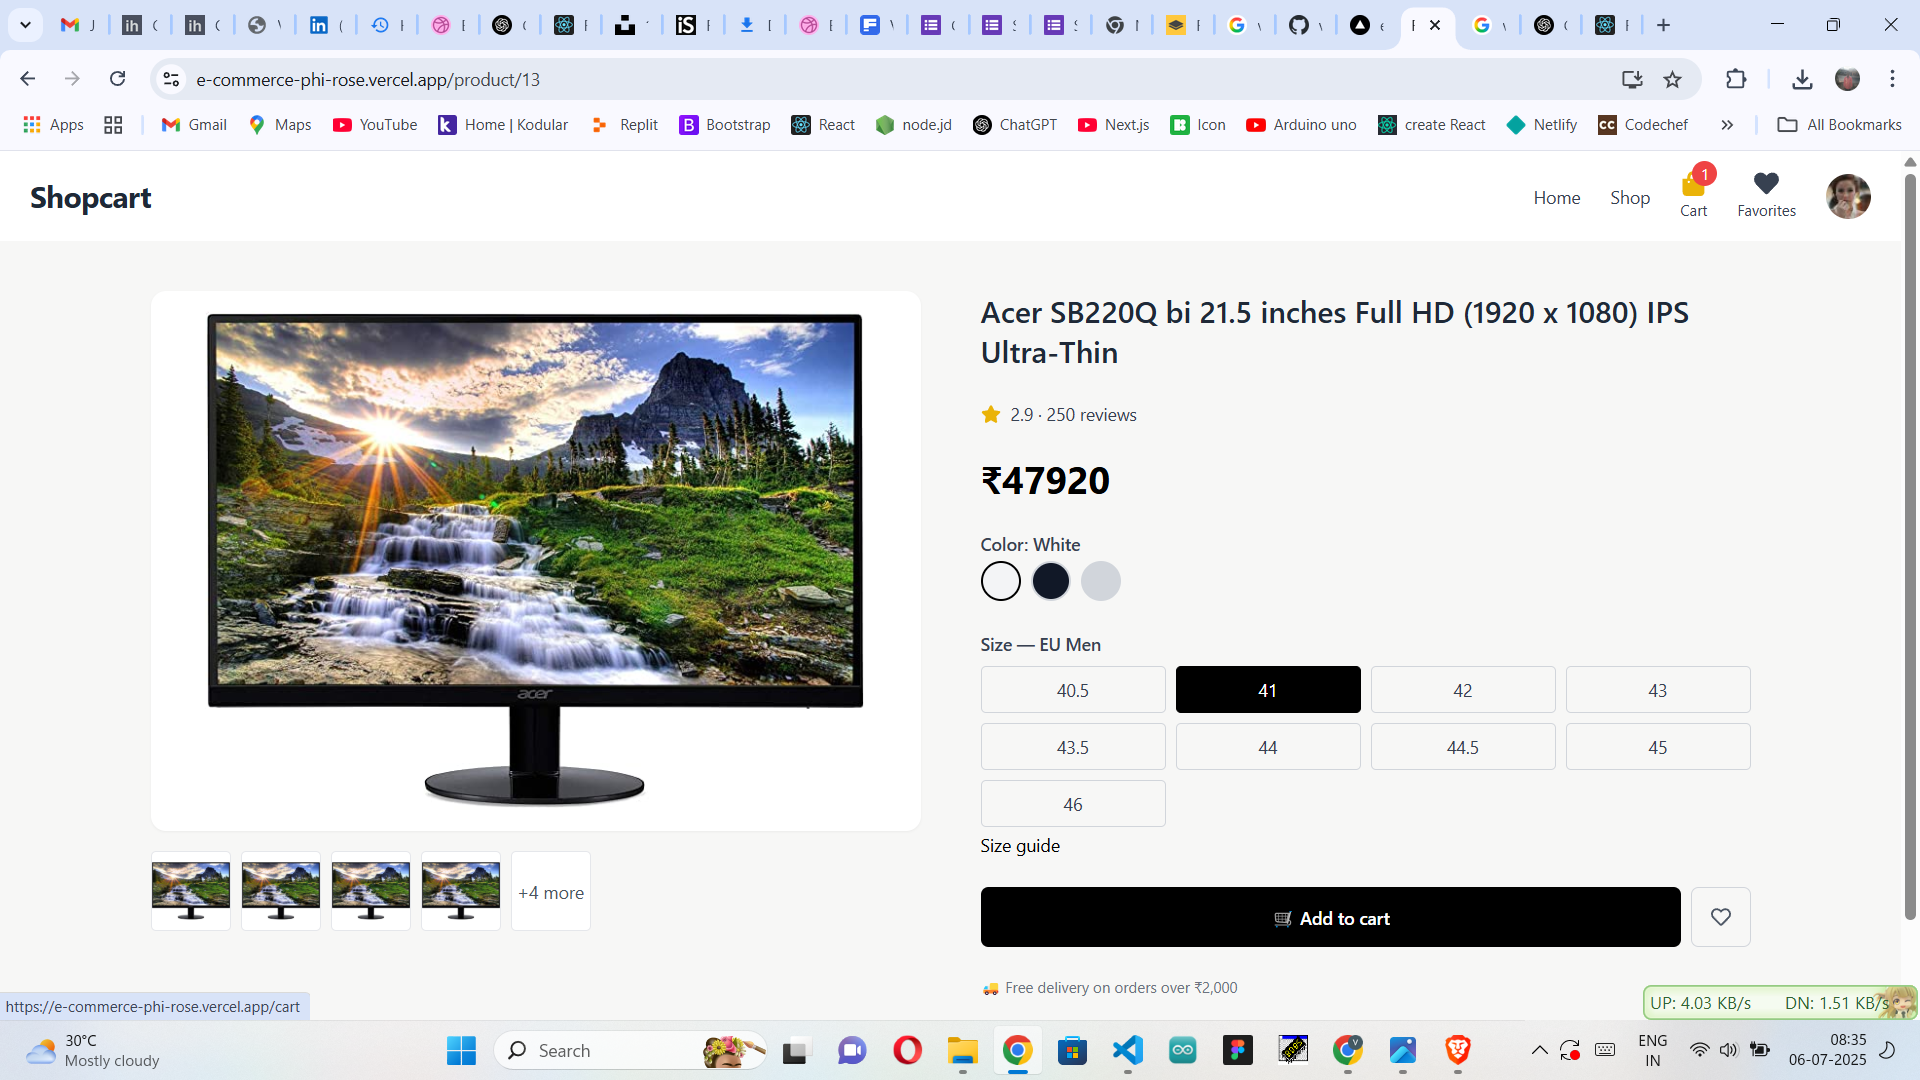 e-commerce-phi-rose.vercel.app/product/13
Apps
Gmail
Maps
YouTube
Home | Kodular
Replit
Bootstrap
React
node.jd
ChatGPT
Next.js
Icon
Arduino uno
create React
Netlify
Codechef
All Bookmarks
Shopcart
Home
Shop
1
Cart
Favorites
acer
+4 more
Acer SB220Q bi 21.5 inches Full HD (1920 x 1080) IPS
Ultra-Thin
2.9 · 250 reviews
₹47920
Color: White
Size — EU Men
40.5 41 42 43
43.5 44 44.5 45
46
Size guide
Add to cart
Free delivery on orders over ₹2,000
https://e-commerce-phi-rose.vercel.app/cart
UP: 4.03 KB/s DN: 1.51 KB/s
30°C
Mostly cloudy
Search
ENG
IN
08:35
06-07-2025